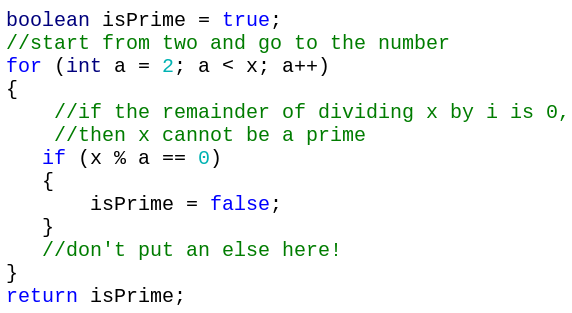 boolean isPrime = true;
//start from two and go to the number
for (int a = 2; a < x; a++)
{
    //if the remainder of dividing x by i is 0,
    //then x cannot be a prime
   if (x % a == 0)
   {
       isPrime = false;
   }
   //don't put an else here!
}
return isPrime;